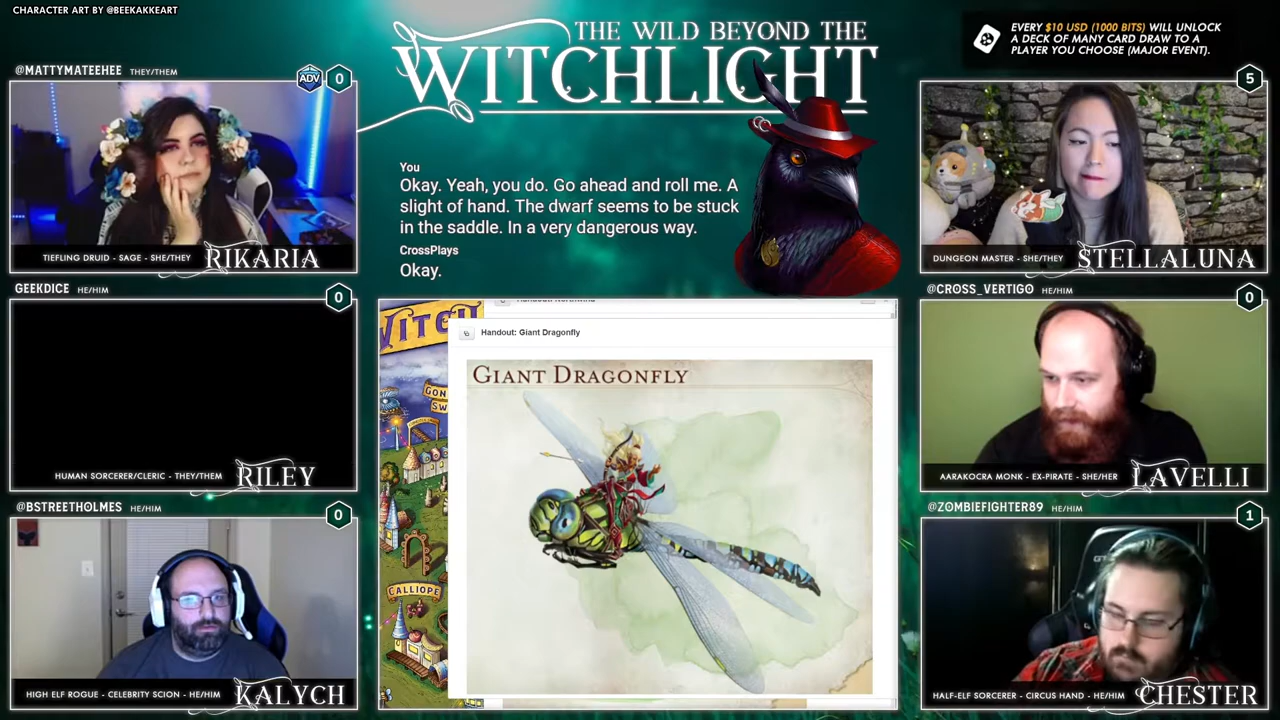 CHARACTER ART BY @BEEKAKKEART
THE WILD BEYOND THE
WITCHLIGHT
EVERY $10 USD (1000 BITS) WILL UNLOCK
A DECK OF MANY CARD DRAW TO A
PLAYER YOU CHOOSE (MAJOR EVENT).
@MATTYMATEEHEE THEY/THEM
ADV
0
TIEFLING DRUID - SAGE - SHE/THEY RIKARIA
You
Okay. Yeah, you do. Go ahead and roll me. A
slight of hand. The dwarf seems to be stuck
in the saddle. In a very dangerous way.
CrossPlays
Okay.
5
DUNGEON MASTER - SHE/THEY STELLALUNA
GEEKDICE HE/HIM
0
HUMAN SORCERER/CLERIC - THEY/THEM RILEY
WITCH
GON
SW
CALLIOPE
Handout: Giant Dragonfly
GIANT DRAGONFLY
@CROSS_VERTIGO HE/HIM
0
AARAKOCRA MONK - EX-PIRATE - SHE/HER LAVELLI
@BSTREETHOLMES HE/HIM
0
HIGH ELF ROGUE - CELEBRITY SCION - HE/HIM KALYCH
@ZOMBIEFIGHTER89 HE/HIM
1
HALF-ELF SORCERER - CIRCUS HAND - HE/HIM CHESTER